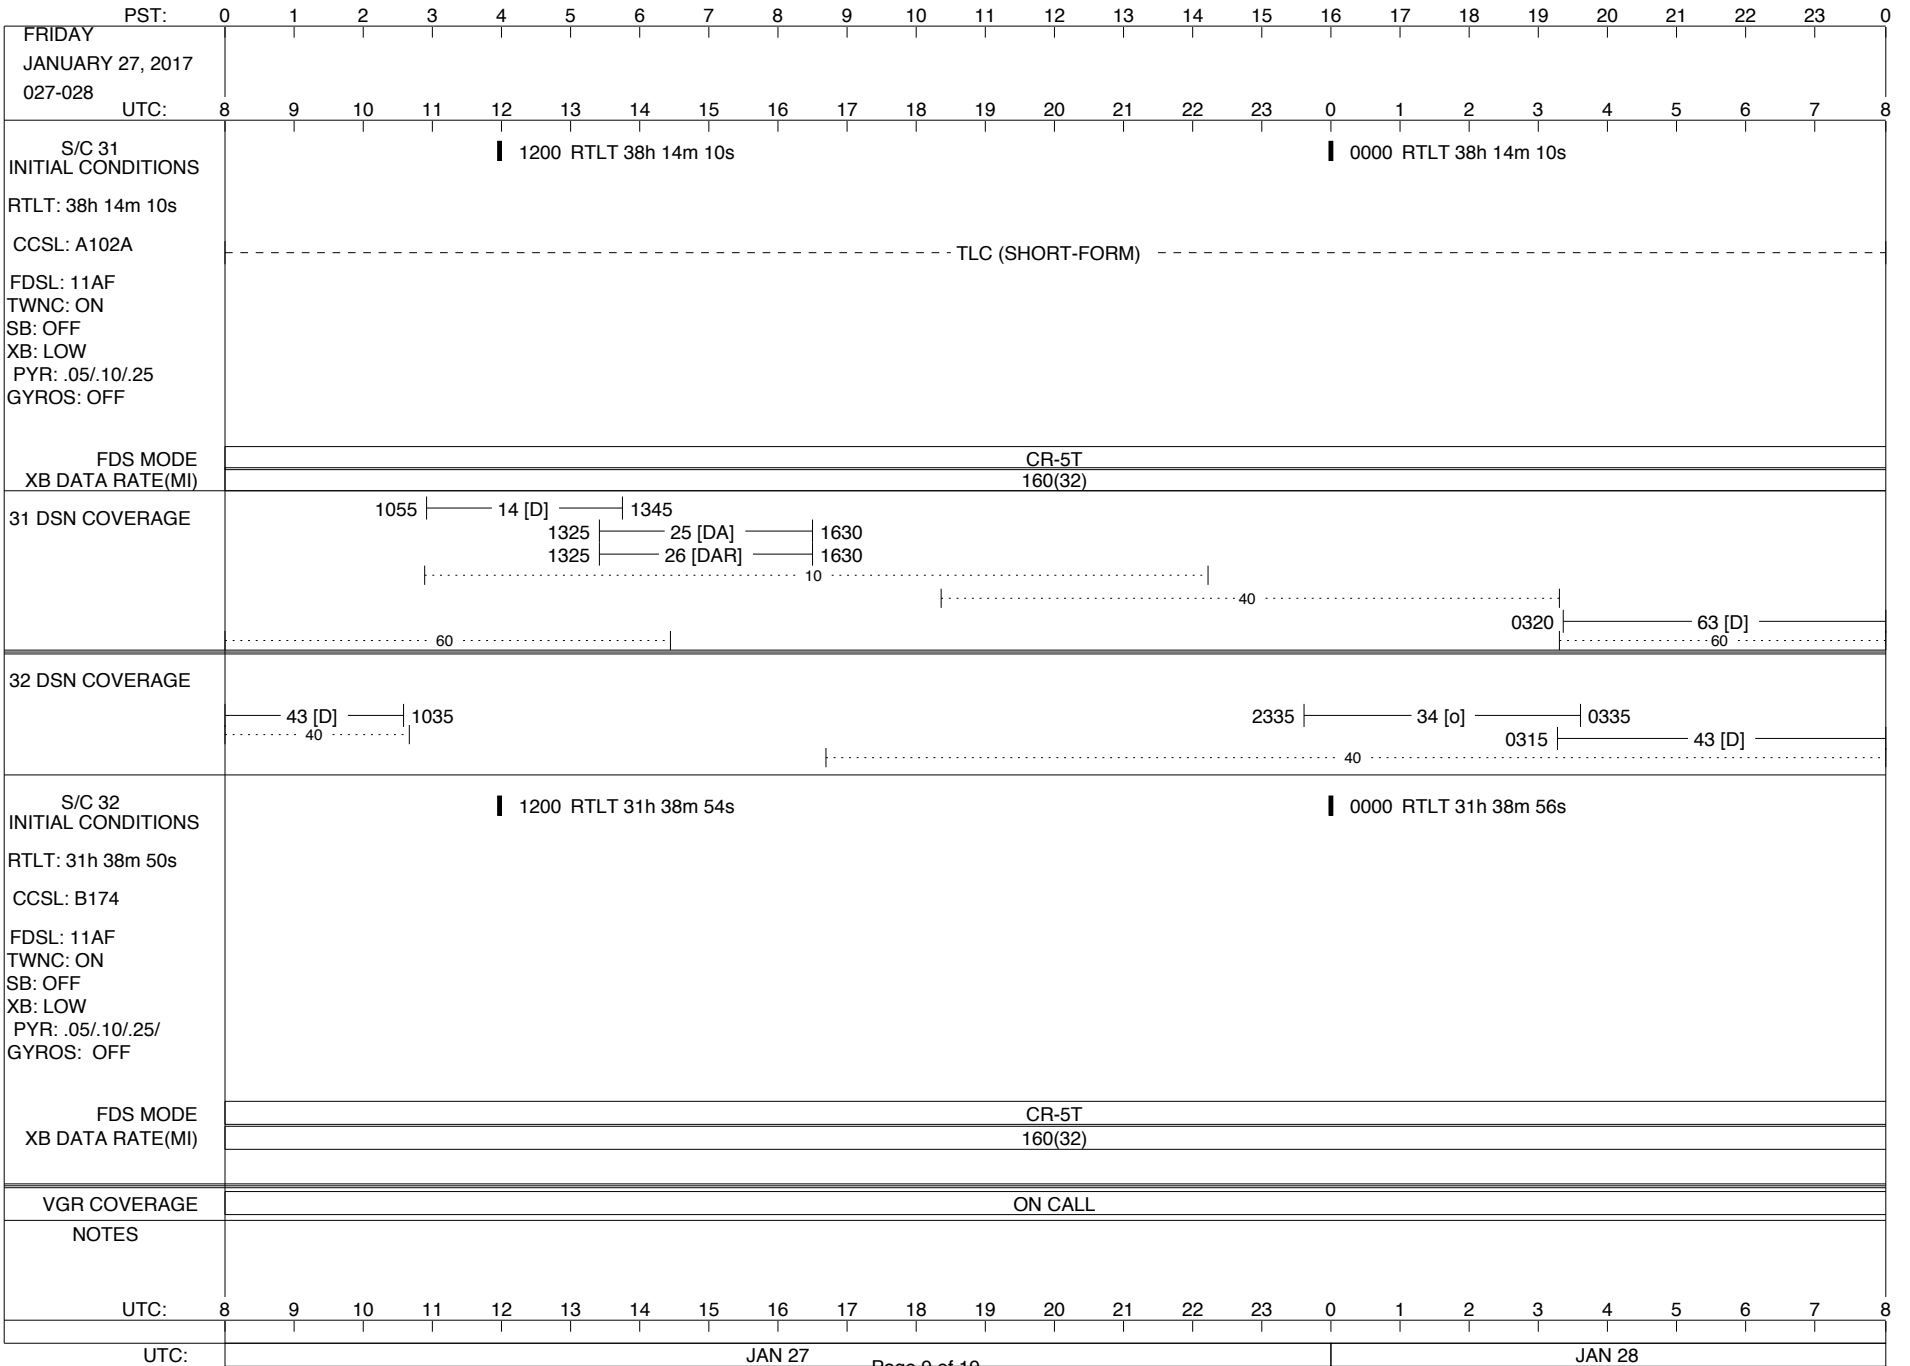 PST: 0 1 2 3 4 5 6 7 8 9 10 11 12 13 14 15 16 17 18 19 20 21 22 23 0
FRIDAY
JANUARY 27, 2017
027-028
UTC: 8 9 10 11 12 13 14 15 16 17 18 19 20 21 22 23 0 1 2 3 4 5 6 7 8
S/C 31
INITIAL CONDITIONS
1200 RTLT 38h 14m 10s
0000 RTLT 38h 14m 10s
RTLT: 38h 14m 10s
CCSL: A102A
TLC (SHORT-FORM)
FDSL: 11AF
TWNC: ON
SB: OFF
XB: LOW
PYR: .05/.10/.25
GYROS: OFF
FDS MODE CR-5T
XB DATA RATE(MI) 160(32)
31 DSN COVERAGE
1055 14 [D] 1345
1325 25 [DA] 1630
1325 26 [DAR] 1630
10
40
0320 63 [D]
60 60
32 DSN COVERAGE
43 [D] 1035
2335 34 [o] 0335
40
0315 43 [D]
40
S/C 32
INITIAL CONDITIONS
1200 RTLT 31h 38m 54s
0000 RTLT 31h 38m 56s
RTLT: 31h 38m 50s
CCSL: B174
FDSL: 11AF
TWNC: ON
SB: OFF
XB: LOW
PYR: .05/.10/.25/
GYROS: OFF
FDS MODE CR-5T
XB DATA RATE(MI) 160(32)
VGR COVERAGE ON CALL
NOTES
UTC: 8 9 10 11 12 13 14 15 16 17 18 19 20 21 22 23 0 1 2 3 4 5 6 7 8
UTC: JAN 27 JAN 28
Page of